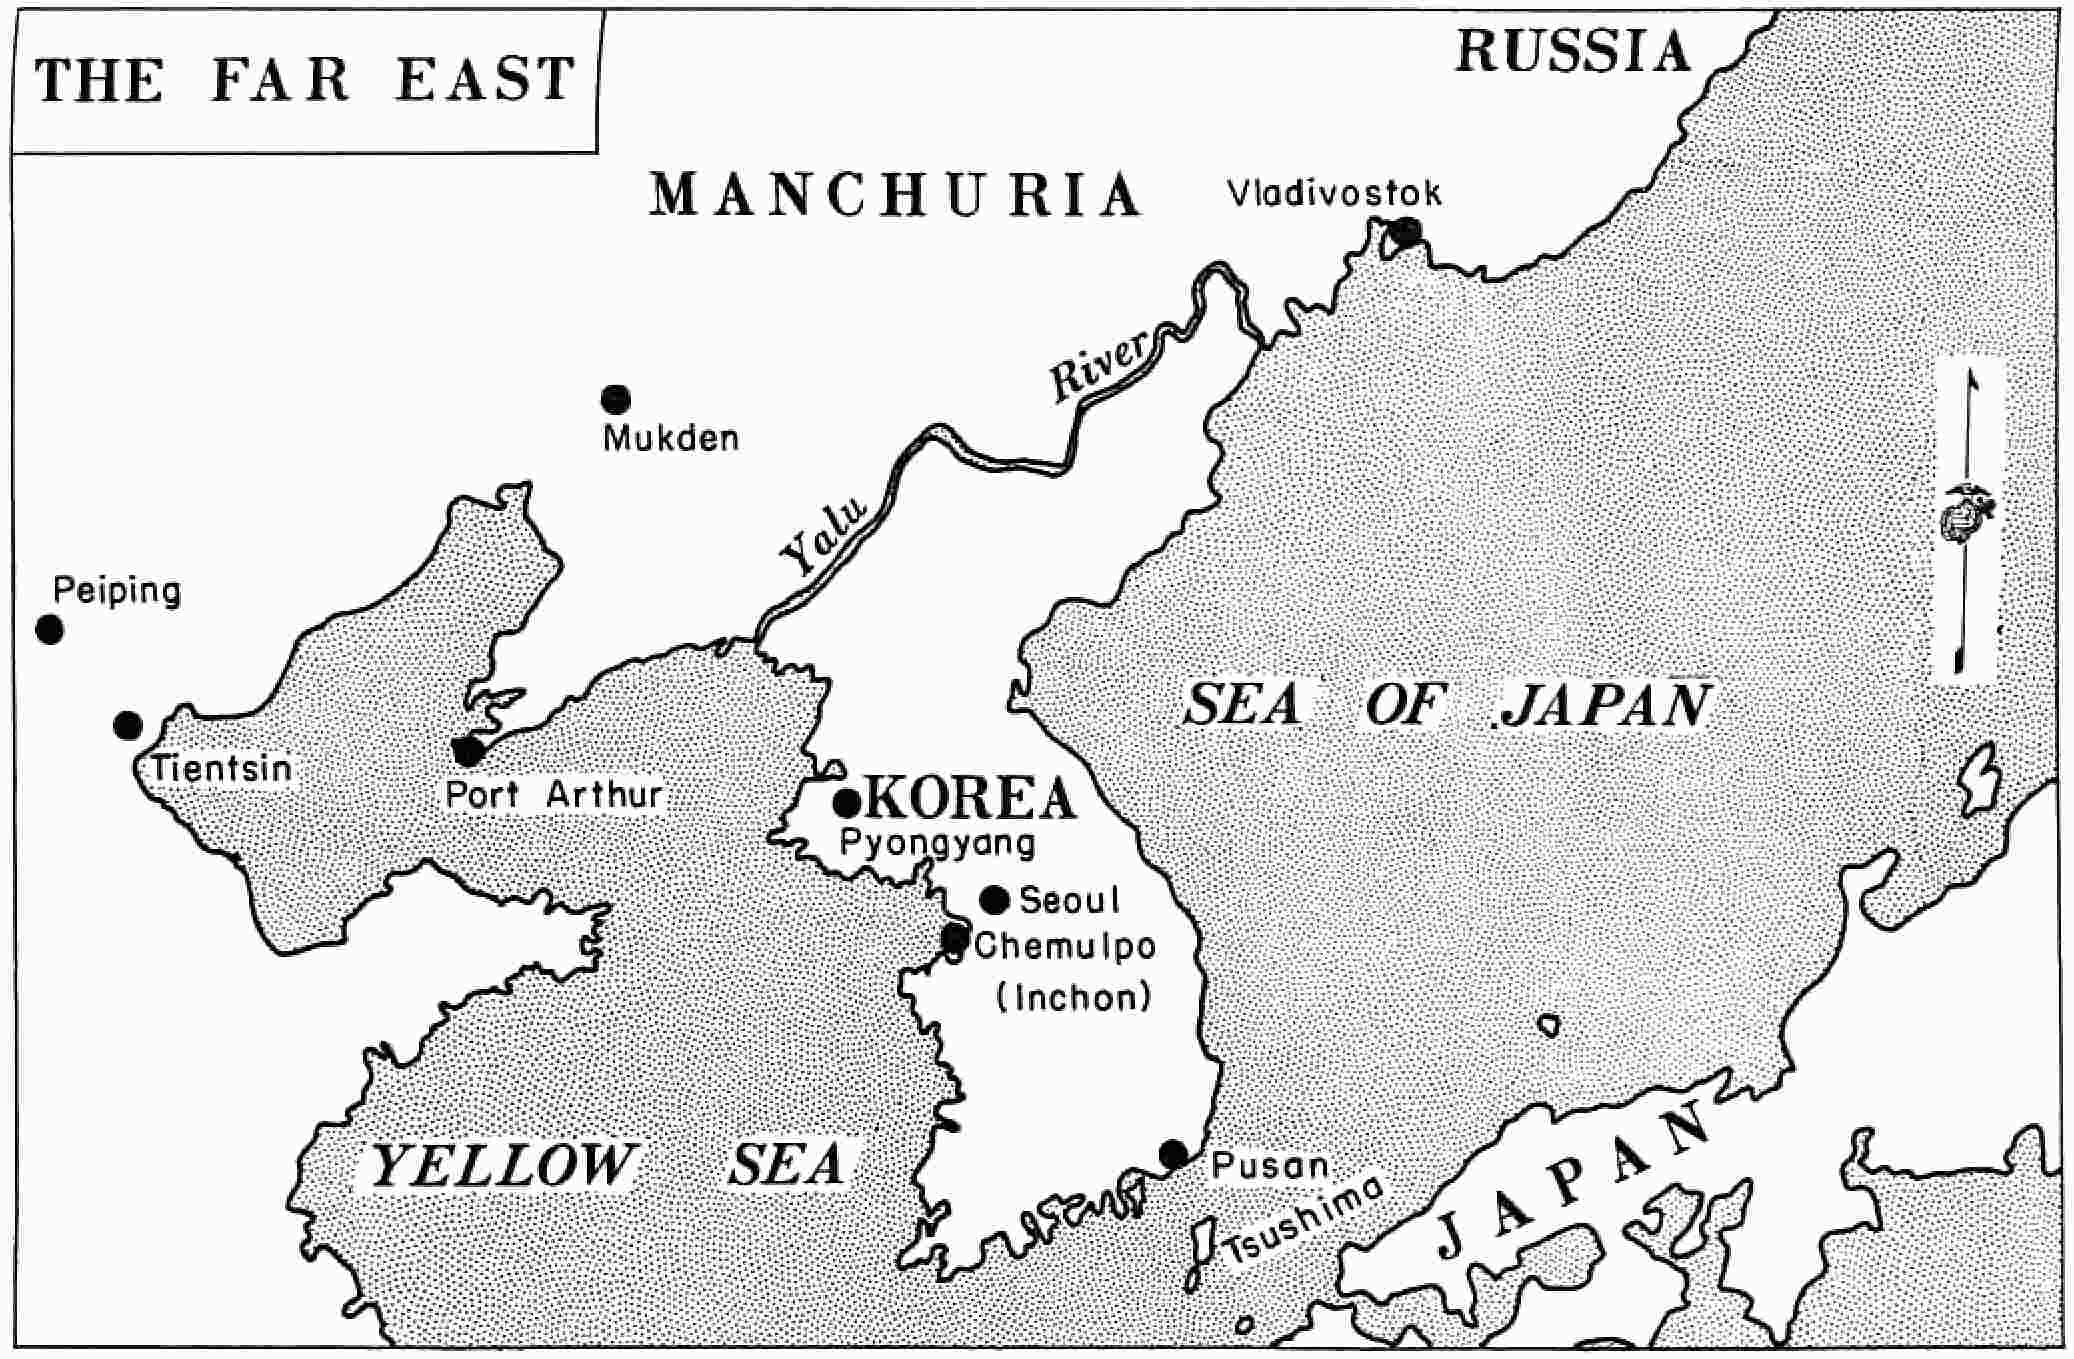 THE FAR EAST
RUSSIA
MANCHURIA
Vladivostok
Yalu River
Mukden
Peiping
Tientsin
Port Arthur
SEA OF JAPAN
KOREA
Pyongyang
Seoul
Chemulpo
(Inchon)
YELLOW SEA
Pusan
Tsushima
JAPAN